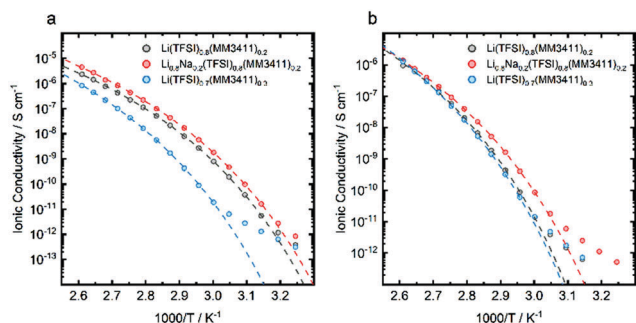 a
Ionic Conductivity / S cm⁻¹
10⁻⁵
10⁻⁶
10⁻⁷
10⁻⁸
10⁻⁹
10⁻¹⁰
10⁻¹¹
10⁻¹²
10⁻¹³
Li(TFSI)₀.₈(MM3411)₀.₂
Li₀.₈Na₀.₂(TFSI)₀.₈(MM3411)₀.₂
Li(TFSI)₀.₇(MM3411)₀.₃
2.6 2.7 2.8 2.9 3.0 3.1 3.2
1000/T / K⁻¹
b
Ionic Conductivity / S cm⁻¹
10⁻⁶
10⁻⁷
10⁻⁸
10⁻⁹
10⁻¹⁰
10⁻¹¹
10⁻¹²
Li(TFSI)₀.₈(MM3411)₀.₂
Li₀.₈Na₀.₂(TFSI)₀.₈(MM3411)₀.₂
Li(TFSI)₀.₇(MM3411)₀.₃
2.6 2.7 2.8 2.9 3.0 3.1 3.2
1000/T / K⁻¹